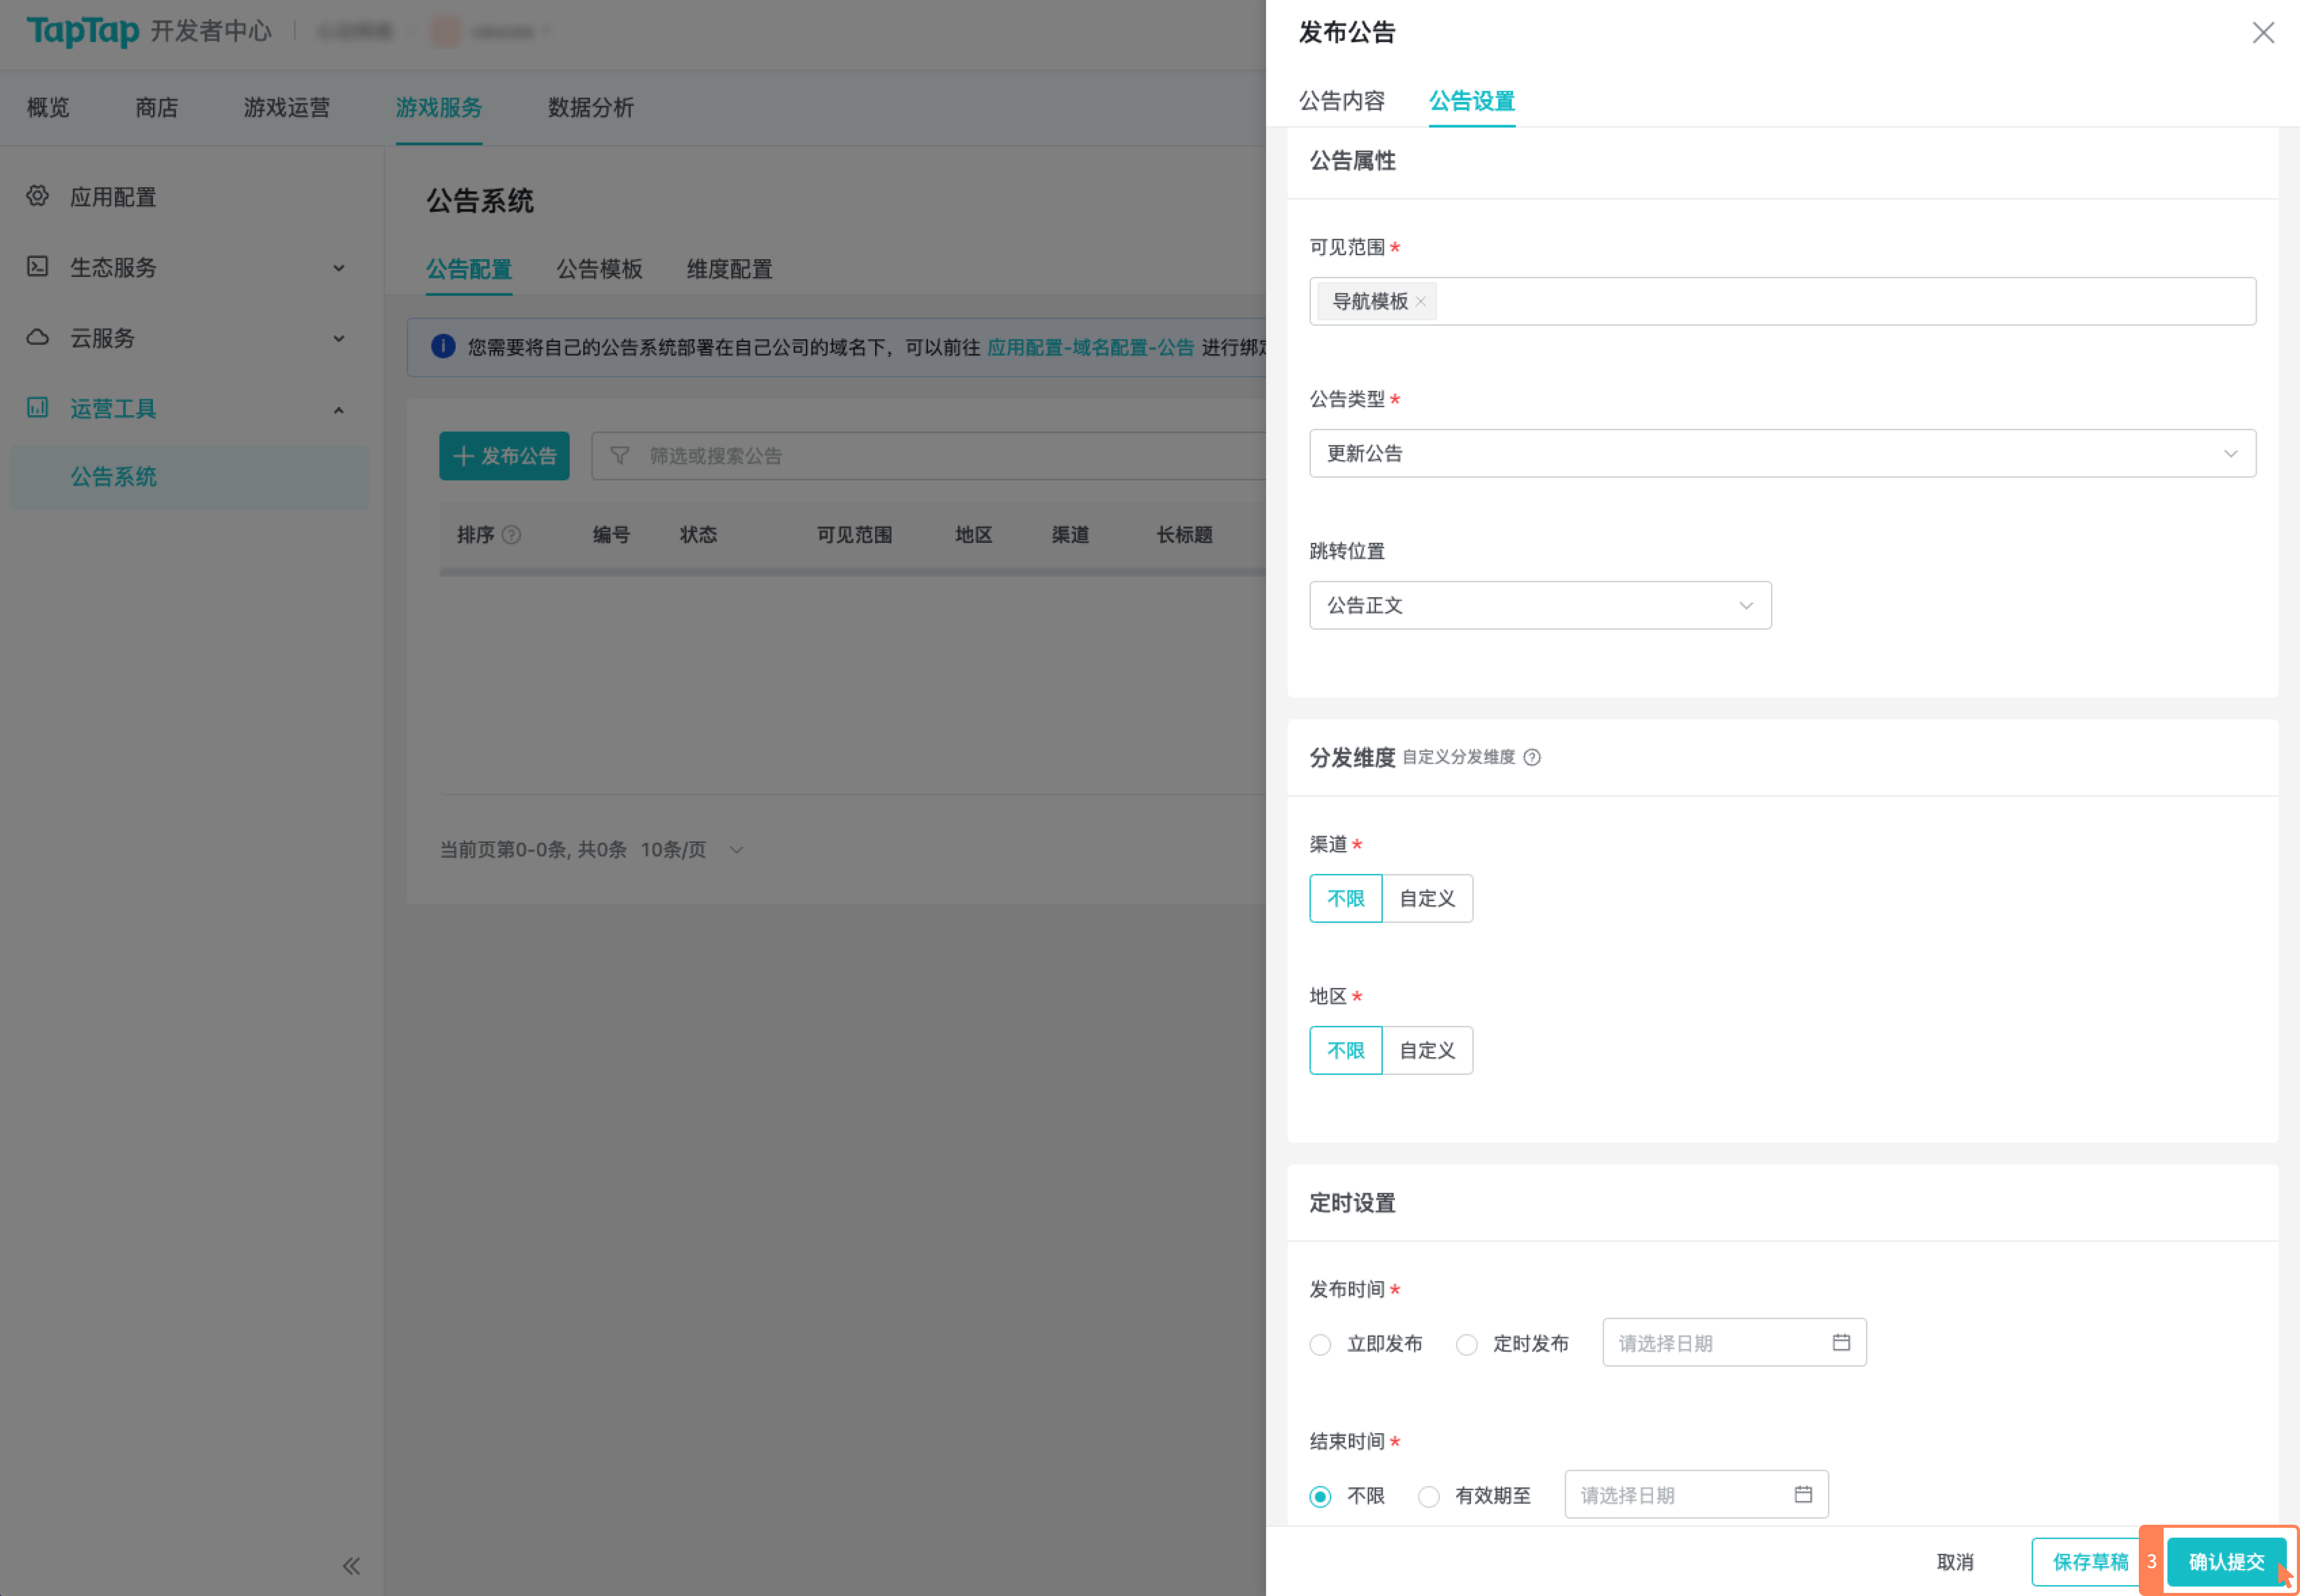 TapTap 开发者中心
概览 商店 游戏运营 游戏服务 数据分析
应用配置
生态服务
云服务
运营工具
公告系统
公告系统
公告配置 公告模板 维度配置
您需要将自己的公告系统部署在自己公司的域名下，可以前往 应用配置-域名配置-公告 进行绑定
发布公告 筛选或搜索公告
排序 编号 状态 可见范围 地区 渠道 长标题
当前页第0-0条, 共0条 10条/页
发布公告
公告内容 公告设置
公告属性
可见范围*
导航模板
公告类型*
更新公告
跳转位置
公告正文
分发维度 自定义分发维度
渠道*
不限 自定义
地区*
不限 自定义
定时设置
发布时间*
立即发布 定时发布 请选择日期
结束时间*
不限 有效期至 请选择日期
取消 保存草稿 3 确认提交